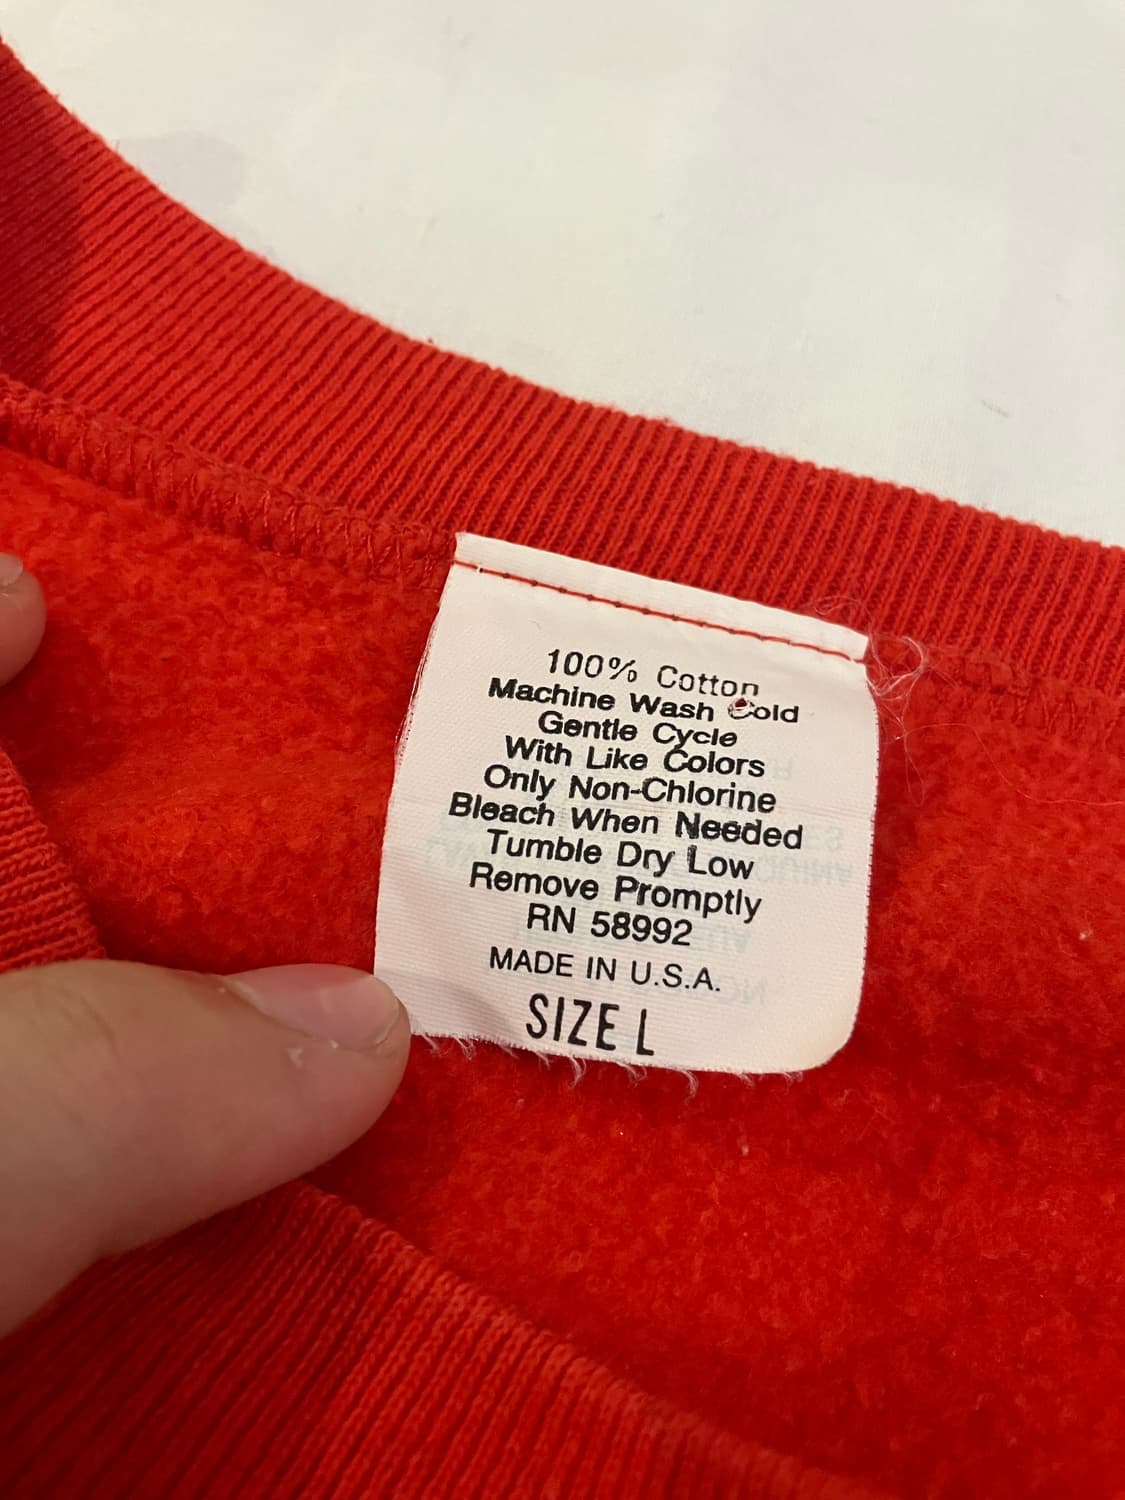 100% Cotton
Machine Wash Cold
Gentle Cycle
With Like Colors
Only Non-Chlorine
Bleach When Needed
Tumble Dry Low
Remove Promptly
RN 58992
MADE IN U.S.A.
SIZE L